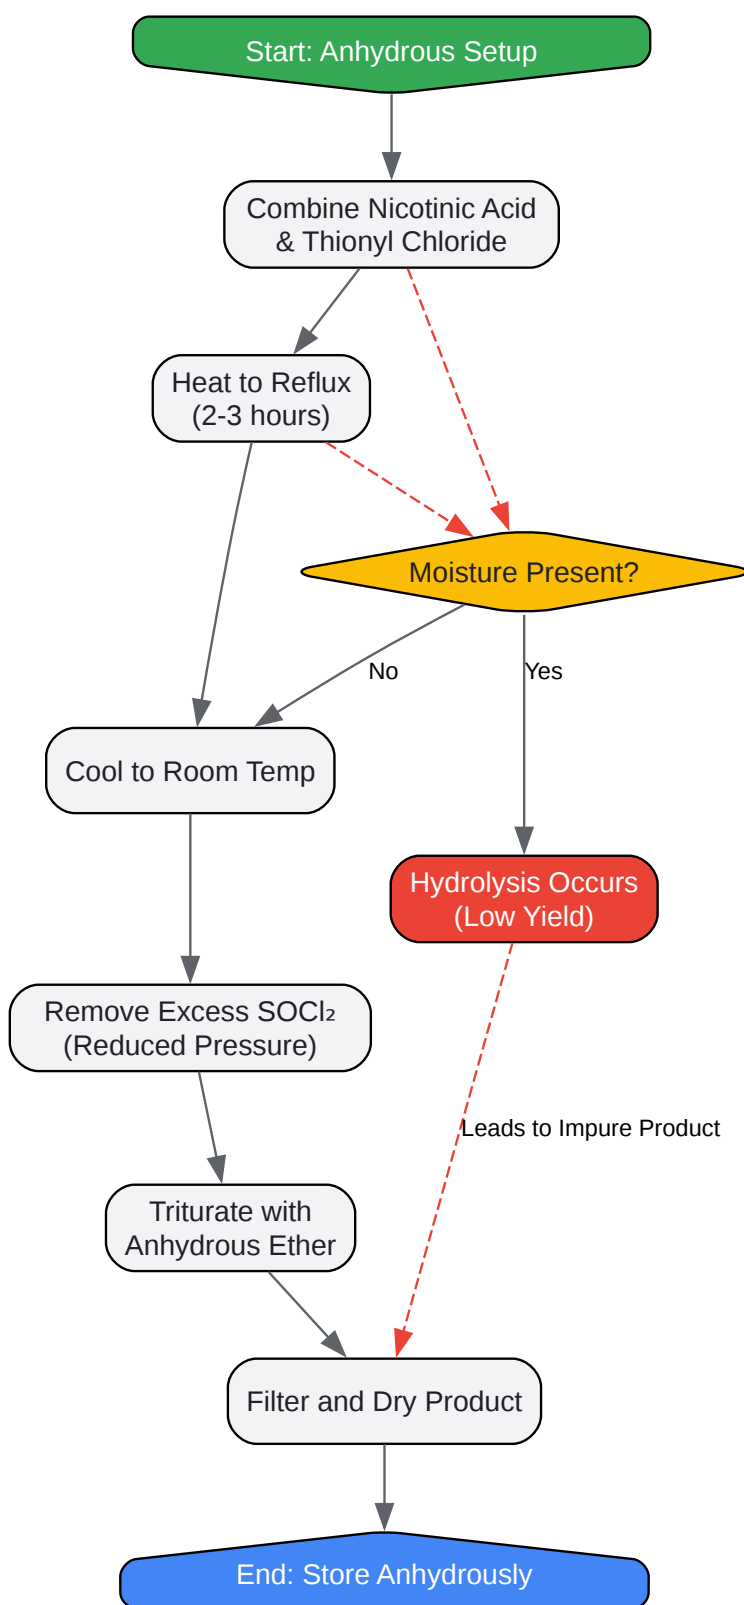 Start: Anhydrous Setup
Combine Nicotinic Acid
& Thionyl Chloride
Heat to Reflux
(2-3 hours)
Moisture Present?
No
Yes
Cool to Room Temp
Hydrolysis Occurs
(Low Yield)
Remove Excess SOCl₂
(Reduced Pressure)
Leads to Impure Product
Triturate with
Anhydrous Ether
Filter and Dry Product
End: Store Anhydrously